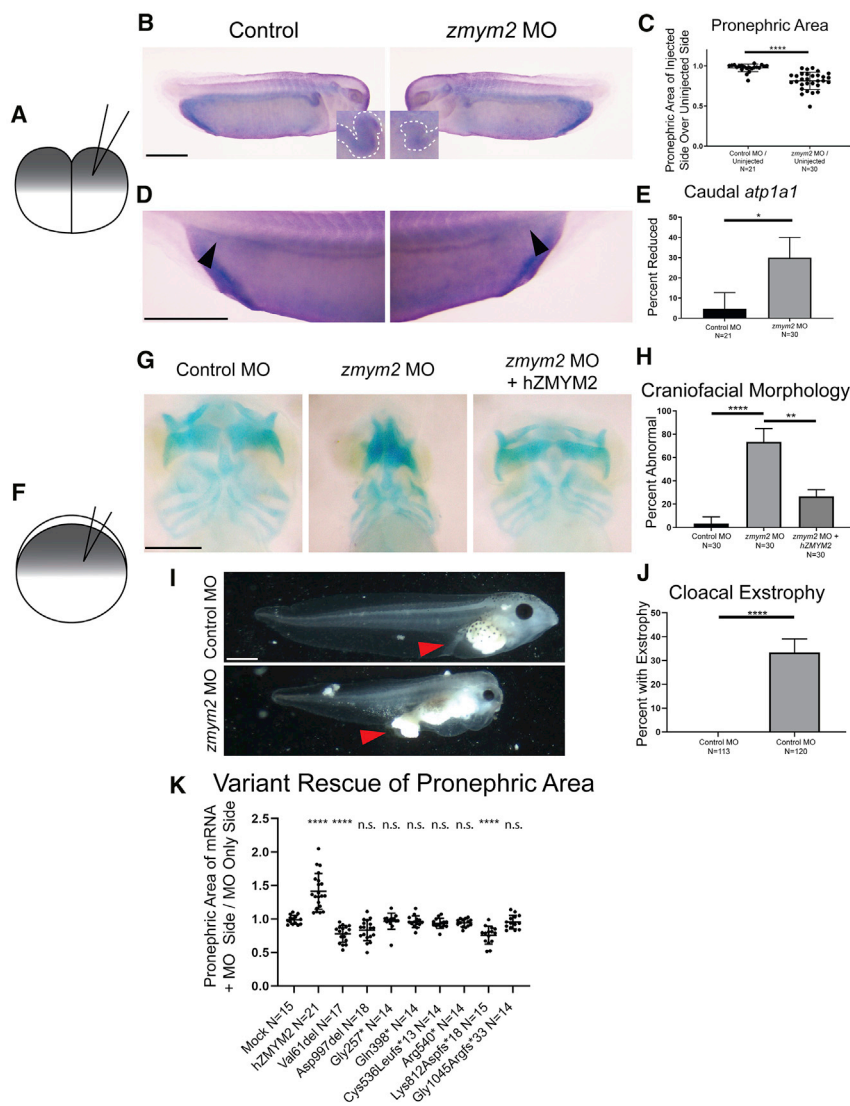 A
B
Control
zmym2 MO
C
Pronephric Area
Pronephric Area of Injected
Side Over Uninjected Side
1.0
0.5
0.0
****
Control MO /
Uninjected
N=21
zmym2 MO /
Uninjected
N=30
D
E
Caudal atp1a1
Percent Reduced
50
40
30
20
10
0
*
Control MO
N=21
zmym2 MO
N=30
F
G
Control MO
zmym2 MO
zmym2 MO
+ hZMYM2
H
Craniofacial Morphology
Percent Abnormal
100
80
60
40
20
0
****
**
Control MO
N=30
zmym2 MO
N=30
zmym2 MO +
hZMYM2
N=30
I
Control MO
zmym2 MO
J
Cloacal Exstrophy
Percent with Exstrophy
50
40
30
20
10
0
****
Control MO
N=113
Control MO
N=120
K
Variant Rescue of Pronephric Area
Pronephric Area of mRNA
+ MO Side / MO Only Side
2.5
2.0
1.5
1.0
0.5
0.0
**** **** n.s. n.s. n.s. n.s. n.s. **** n.s.
Mock N=15
hZMYM2 N=21
Val61del N=17
Asp997del N=18
Gly257* N=14
Gln398* N=14
Cys536Leufs*13 N=14
Arg540* N=14
Lys812Aspfs*18 N=15
Gly1045Argfs*33 N=14